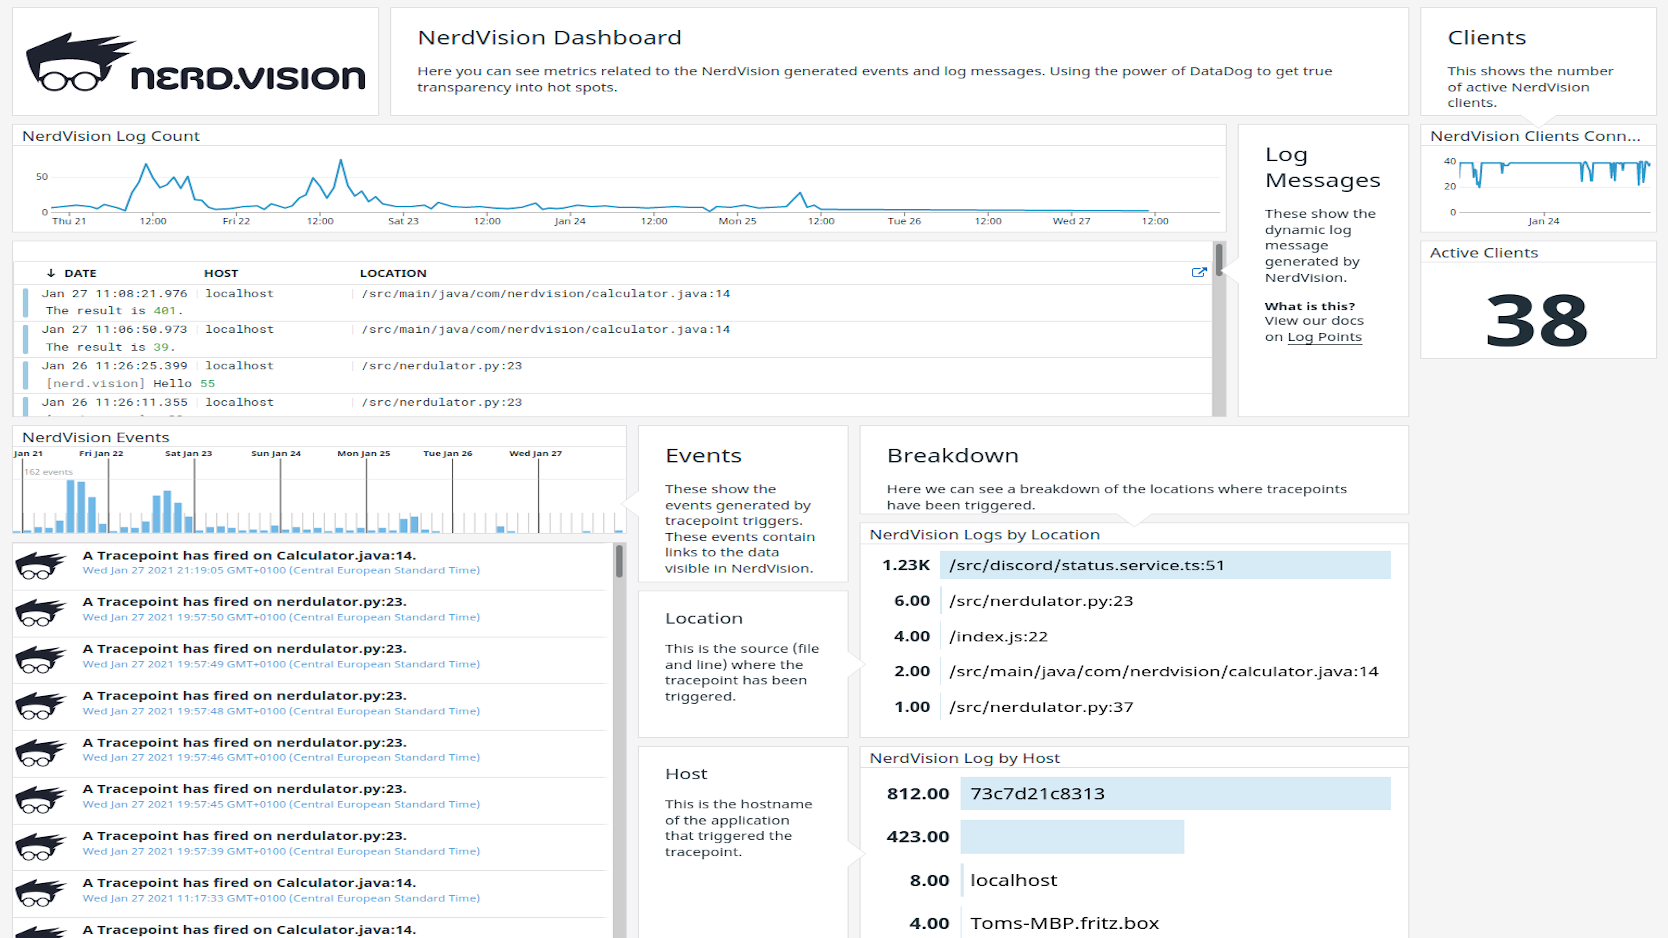 NERD.VISION
NerdVision Dashboard
Here you can see metrics related to the NerdVision generated events and log messages. Using the power of DataDog to get true
transparency into hot spots.
Clients
This shows the number
of active NerdVision
clients.
NerdVision Log Count
50
0
Thu 21
12:00
Fri 22
12:00
Sat 23
12:00
Jan 24
12:00
Mon 25
12:00
Tue 26
12:00
Wed 27
12:00
↓ DATE
HOST
LOCATION
Jan 27 11:08:21.976
localhost
/src/main/java/com/nerdvision/calculator.java:14
The result is 401.
Jan 27 11:06:50.973
localhost
/src/main/java/com/nerdvision/calculator.java:14
The result is 39.
Jan 26 11:26:25.399
localhost
/src/nerdulator.py:23
[nerd.vision] Hello 55
Jan 26 11:26:11.355
localhost
/src/nerdulator.py:23
Log
Messages
These show the
dynamic log
message
generated by
NerdVision.
What is this?
View our docs
on Log Points
NerdVision Clients Conn...
40
20
0
Jan 24
Active Clients
38
NerdVision Events
Jan 21
Fri Jan 22
Sat Jan 23
Sun Jan 24
Mon Jan 25
Tue Jan 26
Wed Jan 27
162 events
A Tracepoint has fired on Calculator.java:14.
Wed Jan 27 2021 21:19:05 GMT+0100 (Central European Standard Time)
A Tracepoint has fired on nerdulator.py:23.
Wed Jan 27 2021 19:57:50 GMT+0100 (Central European Standard Time)
A Tracepoint has fired on nerdulator.py:23.
Wed Jan 27 2021 19:57:49 GMT+0100 (Central European Standard Time)
A Tracepoint has fired on nerdulator.py:23.
Wed Jan 27 2021 19:57:48 GMT+0100 (Central European Standard Time)
A Tracepoint has fired on nerdulator.py:23.
Wed Jan 27 2021 19:57:46 GMT+0100 (Central European Standard Time)
A Tracepoint has fired on nerdulator.py:23.
Wed Jan 27 2021 19:57:45 GMT+0100 (Central European Standard Time)
A Tracepoint has fired on nerdulator.py:23.
Wed Jan 27 2021 19:57:39 GMT+0100 (Central European Standard Time)
A Tracepoint has fired on Calculator.java:14.
Wed Jan 27 2021 11:17:33 GMT+0100 (Central European Standard Time)
A Tracepoint has fired on Calculator.java:14.
Events
These show the
events generated by
tracepoint triggers.
These events contain
links to the data
visible in NerdVision.
Location
This is the source (file
and line) where the
tracepoint has been
triggered.
Host
This is the hostname
of the application
that triggered the
tracepoint.
Breakdown
Here we can see a breakdown of the locations where tracepoints
have been triggered.
NerdVision Logs by Location
1.23K /src/discord/status.service.ts:51
6.00 /src/nerdulator.py:23
4.00 /index.js:22
2.00 /src/main/java/com/nerdvision/calculator.java:14
1.00 /src/nerdulator.py:37
NerdVision Log by Host
812.00 73c7d21c8313
423.00
8.00 localhost
4.00 Toms-MBP.fritz.box